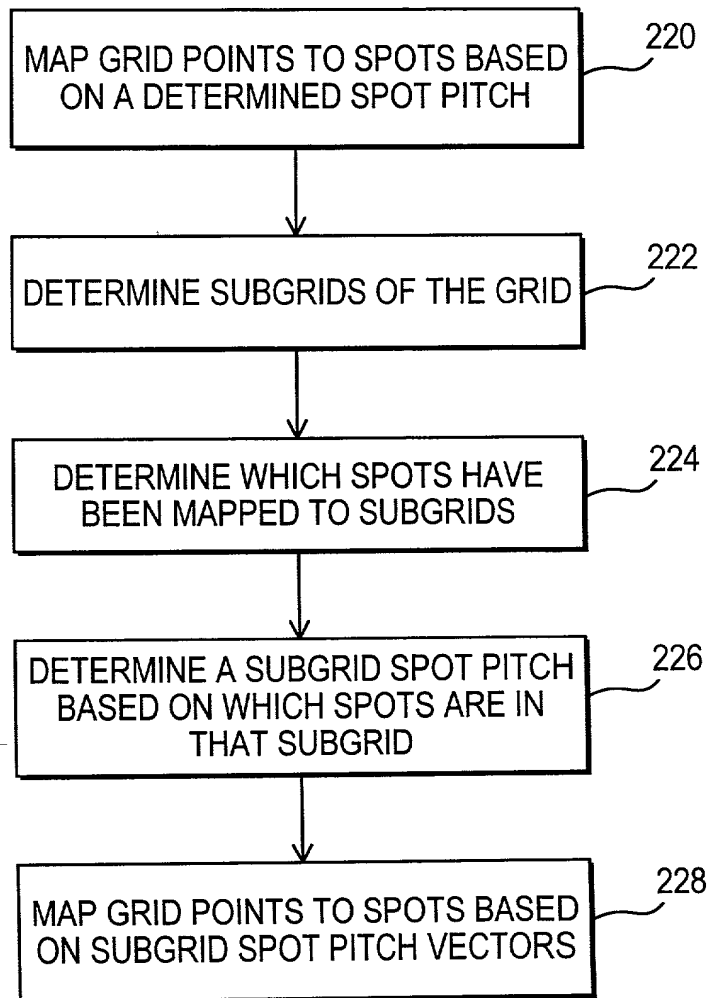 MAP GRID POINTS TO SPOTS BASED
ON A DETERMINED SPOT PITCH
220
DETERMINE SUBGRIDS OF THE GRID
222
DETERMINE WHICH SPOTS HAVE
BEEN MAPPED TO SUBGRIDS
224
DETERMINE A SUBGRID SPOT PITCH
BASED ON WHICH SPOTS ARE IN
THAT SUBGRID
226
MAP GRID POINTS TO SPOTS BASED
ON SUBGRID SPOT PITCH VECTORS
228